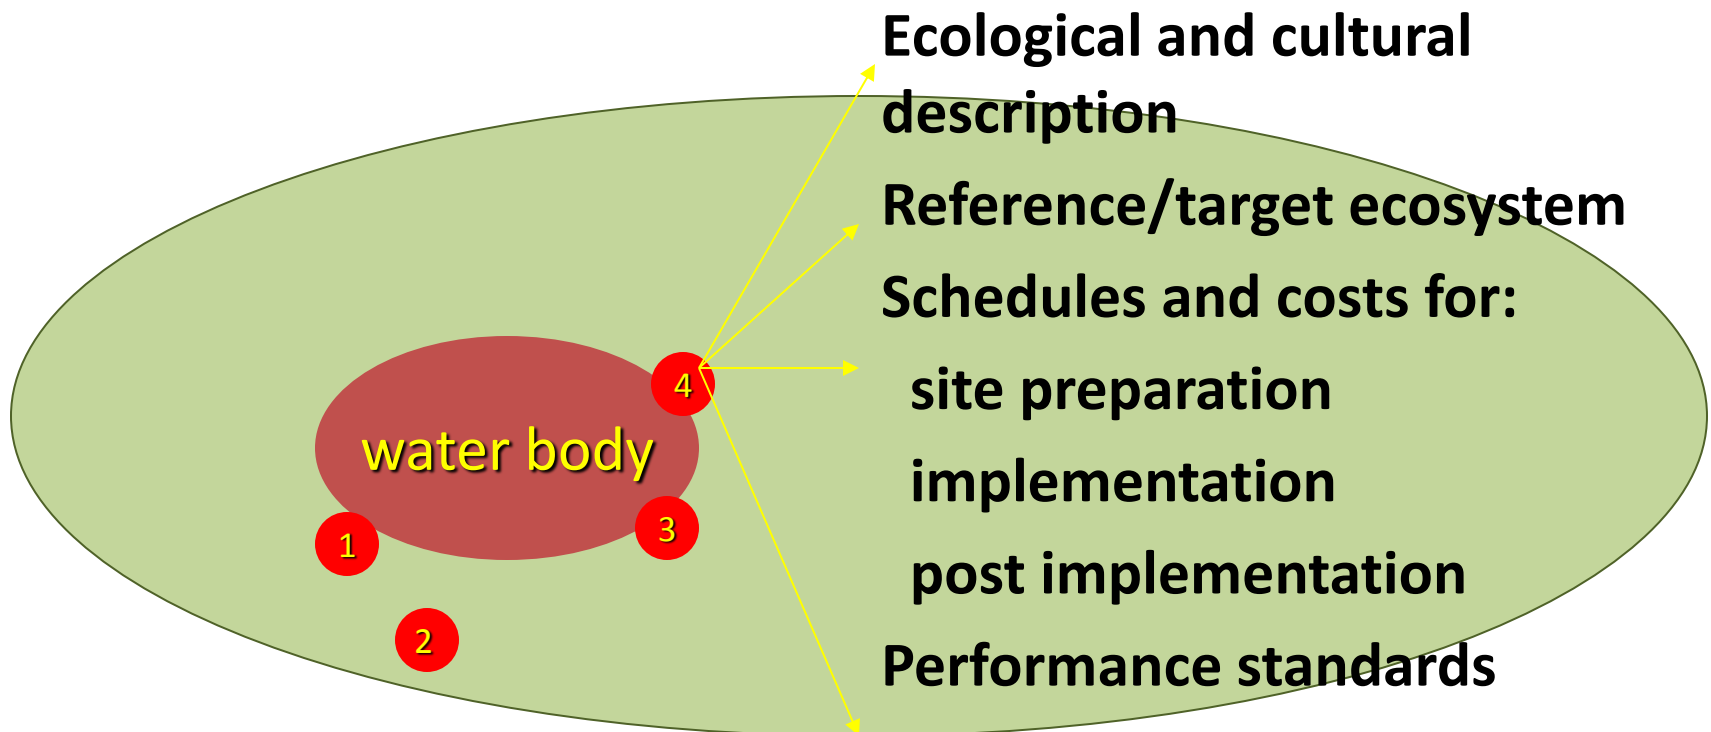 Ecological and cultural
description
Reference/target ecosystem
Schedules and costs for:
site preparation
implementation
post implementation
Performance standards
4
water body
3
1
2